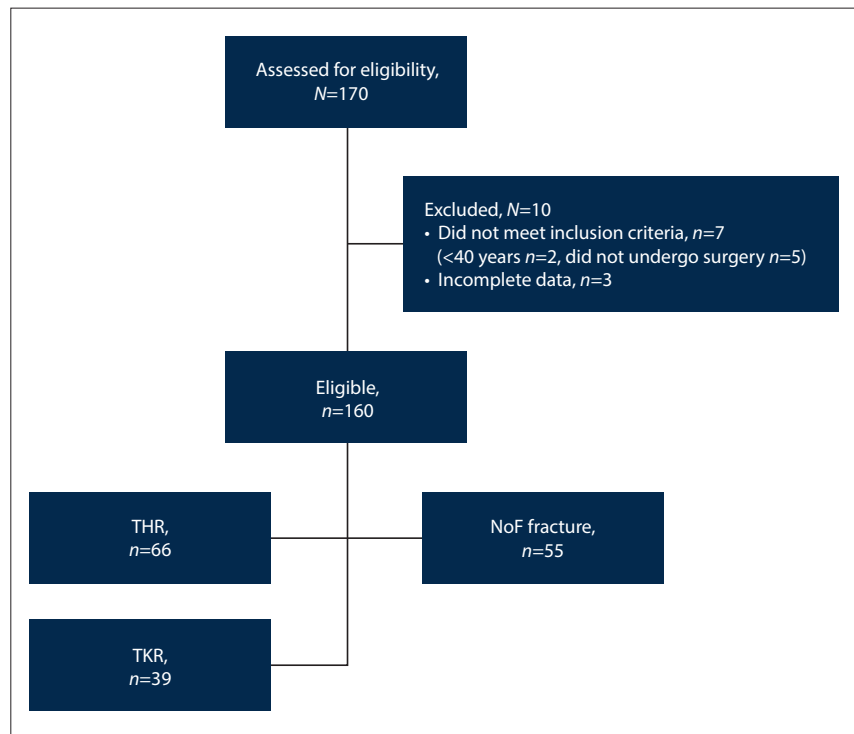 Assessed for eligibility,
N=170
Excluded, N=10
• Did not meet inclusion criteria, n=7
(<40 years n=2, did not undergo surgery n=5)
• Incomplete data, n=3
Eligible,
n=160
THR,
n=66
NoF fracture,
n=55
TKR,
n=39